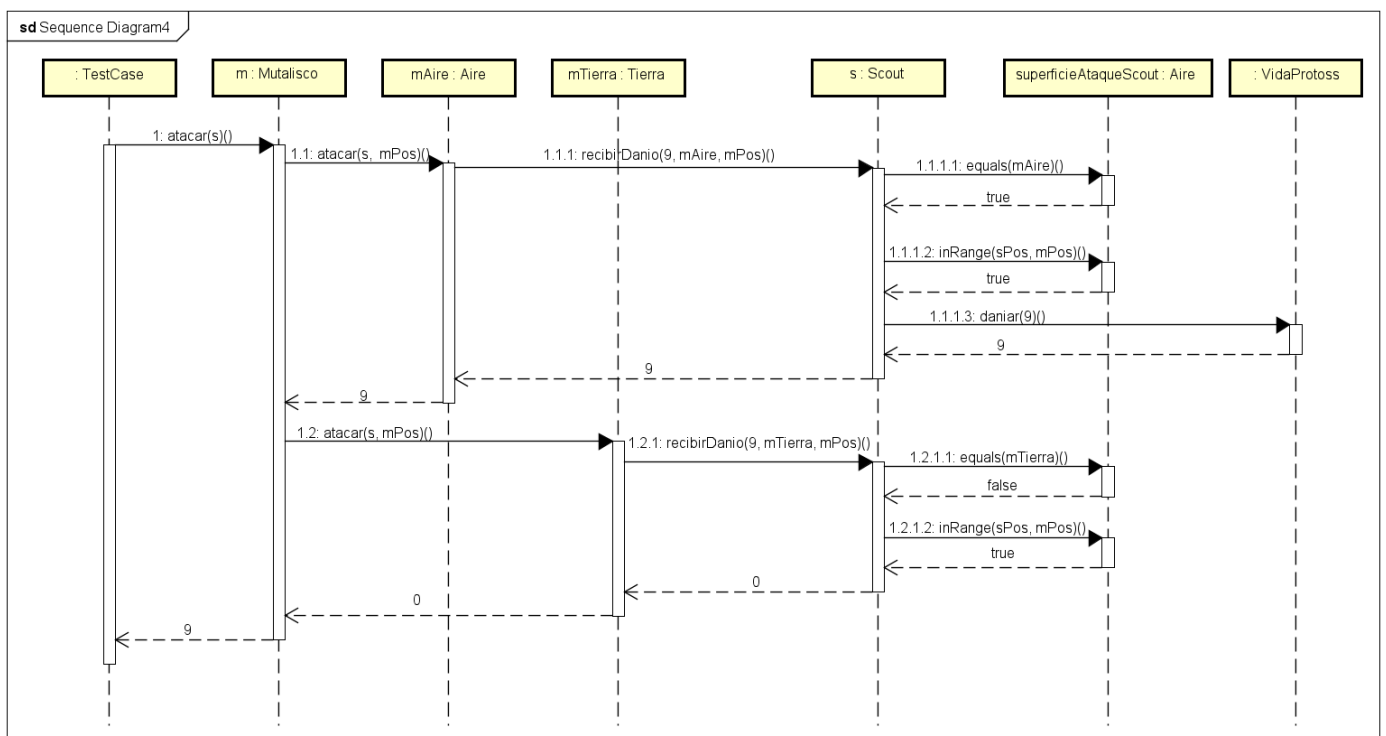 sd Sequence Diagram4
: TestCase
m : Mutalisco
mAire : Aire
mTierra : Tierra
s : Scout
superficieAtaqueScout : Aire
: VidaProtoss
1: atacar(s)()
1.1: atacar(s, mPos)()
1.1.1: recibirDanio(9, mAire, mPos)()
1.1.1.1: equals(mAire)()
true
1.1.1.2: inRange(sPos, mPos)()
true
1.1.1.3: daniar(9)()
9
9
9
1.2: atacar(s, mPos)()
1.2.1: recibirDanio(9, mTierra, mPos)()
1.2.1.1: equals(mTierra)()
false
1.2.1.2: inRange(sPos, mPos)()
true
0
0
9